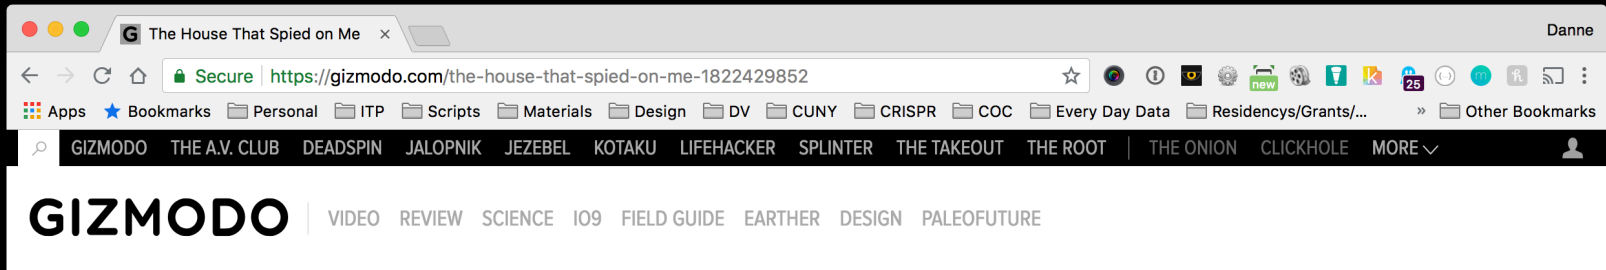 G The House That Spied on Me
Danne
Secure https://gizmodo.com/the-house-that-spied-on-me-1822429852 new 25
Apps Bookmarks Personal ITP Scripts Materials Design DV CUNY CRISPR COC Every Day Data Residencys/Grants/... » Other Bookmarks
GIZMODO THE A.V. CLUB DEADSPIN JALOPNIK JEZEBEL KOTAKU LIFEHACKER SPLINTER THE TAKEOUT THE ROOT THE ONION CLICKHOLE MORE
GIZMODO VIDEO REVIEW SCIENCE IO9 FIELD GUIDE EARTHER DESIGN PALEOFUTURE